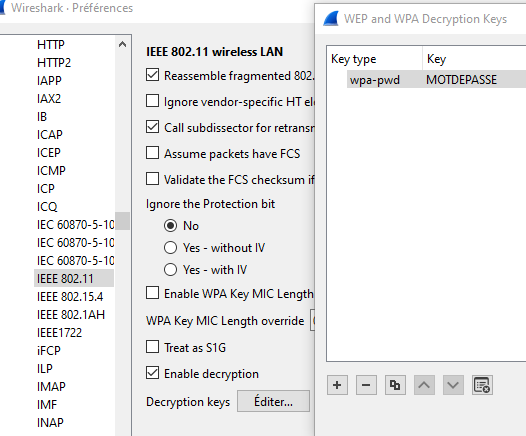 Wireshark · Préférences
HTTP
HTTP2
IAPP
IAX2
IB
ICAP
ICEP
ICMP
ICP
ICQ
IEC 60870-5-10
IEC 60870-5-10
IEC 60870-5-10
IEEE 802.11
IEEE 802.15.4
IEEE 802.1AH
IEEE1722
iFCP
ILP
IMAP
IMF
INAP
IEEE 802.11 wireless LAN
Reassemble fragmented 802.
Ignore vendor-specific HT el
Call subdissector for retransm
Assume packets have FCS
Validate the FCS checksum if
Ignore the Protection bit
No
Yes - without IV
Yes - with IV
Enable WPA Key MIC Length
WPA Key MIC Length override
Treat as S1G
Enable decryption
Decryption keys Éditer...
WEP and WPA Decryption Keys
Key type Key
wpa-pwd MOTDEPASSE